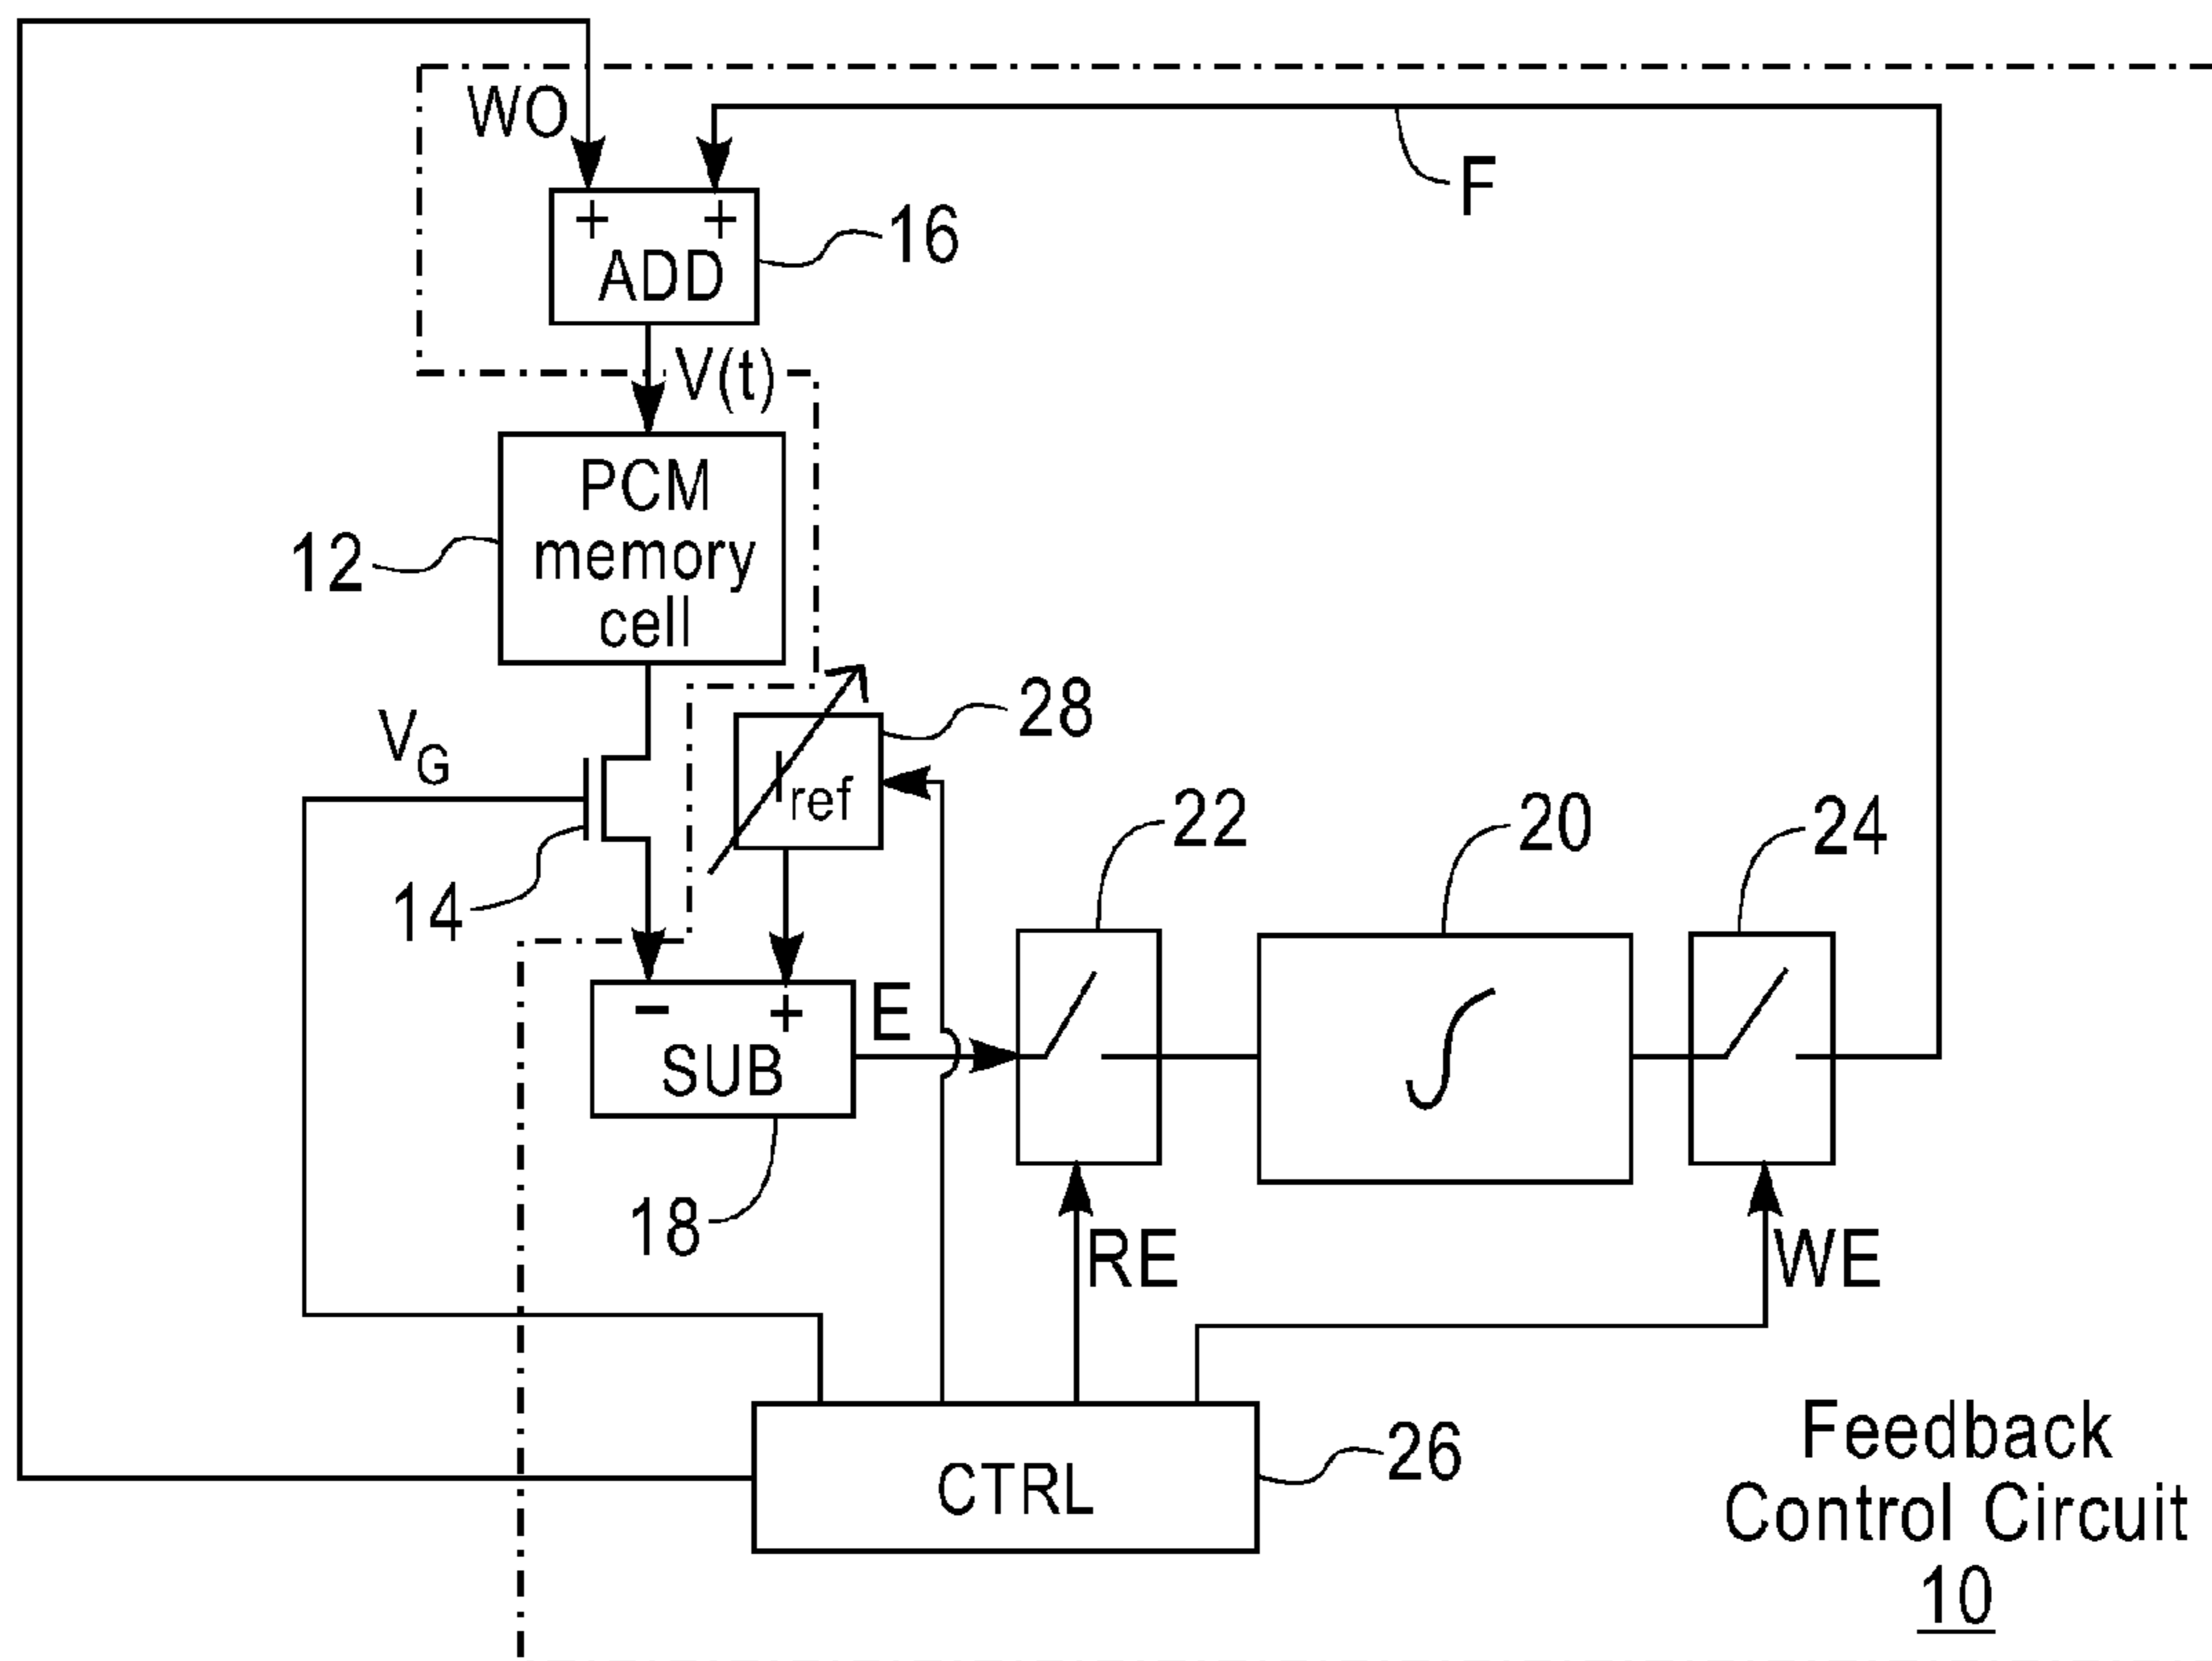 WO
F
+ +
ADD
16
V(t)
PCM
memory
cell
12
28
VG
Iref
22
20
24
14
− +
SUB
E
18
RE
WE
CTRL
26
Feedback
Control Circuit
10